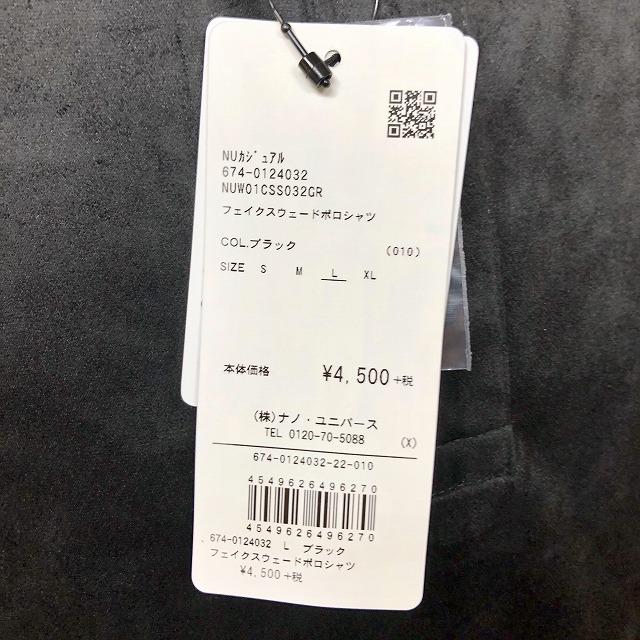 NUｶｼﾞｭｱﾙ
674-0124032
NUW01CSS032GR
フェイクスウェードポロシャツ
COL.ブラック (010)
SIZE S M L XL
本体価格 ¥4,500+税
(株)ナノ・ユニバース
TEL 0120-70-5088 (X)
674-0124032-22-010
4549626496270
4549626496270
674-0124032 L ブラック
フェイクスウェードポロシャツ
¥4,500+税